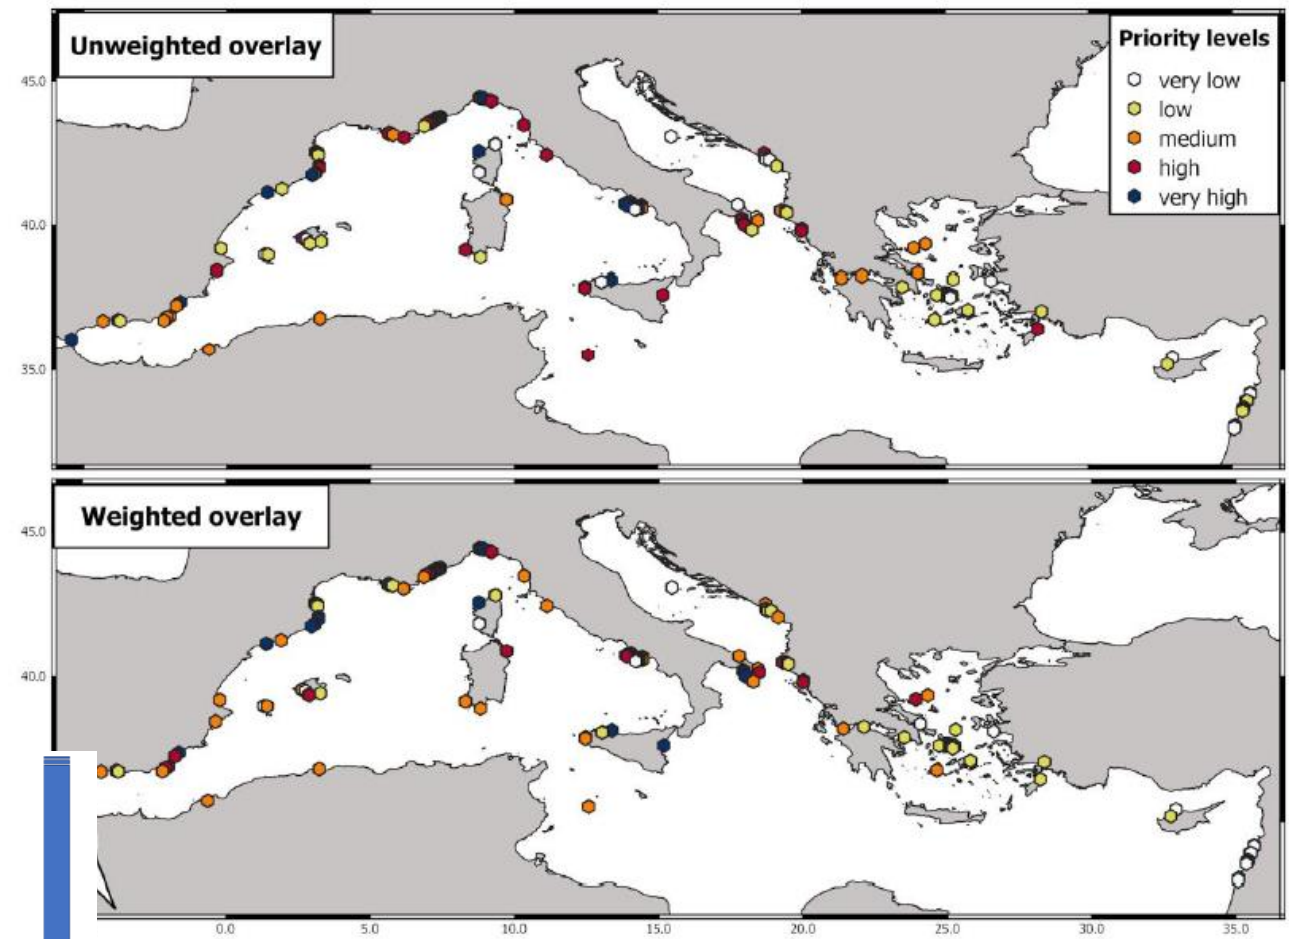 Unweighted overlay
Priority levels
very low
low
medium
high
very high
45.0
40.0
35.0
Weighted overlay
45.0
40.0
0.0 5.0 10.0 15.0 20.0 25.0 30.0 35.0